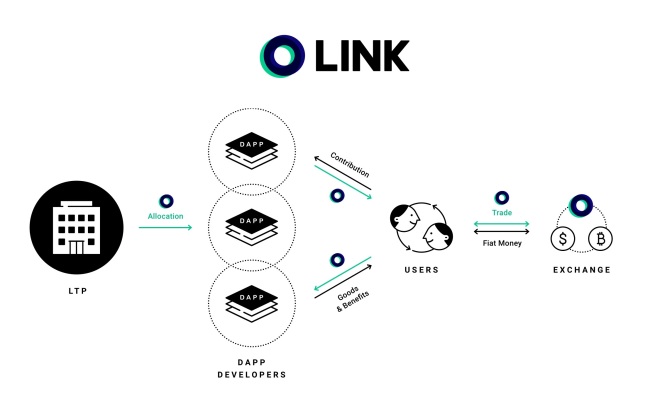 LINK
DAPP
Contribution
Allocation
DAPP
Trade
Fiat Money
$
₿
LTP
USERS
EXCHANGE
DAPP
Goods
& Benefits
DAPP
DEVELOPERS